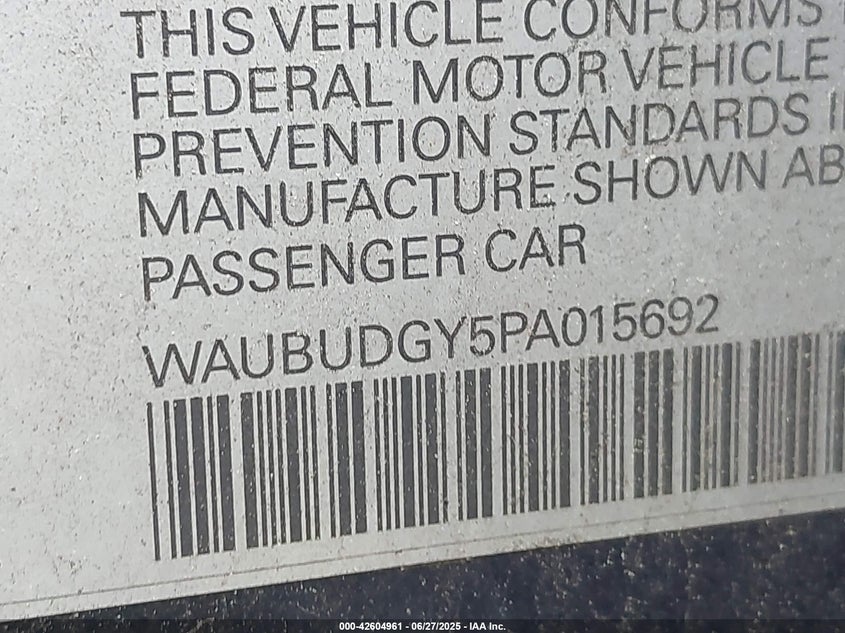 THIS VEHICLE CONFORMS
FEDERAL MOTOR VEHICLE
PREVENTION STANDARDS
MANUFACTURE SHOWN AB
PASSENGER CAR
WAUBUDGY5PA015692
000-42604961 - 06/27/2025 - IAA Inc.